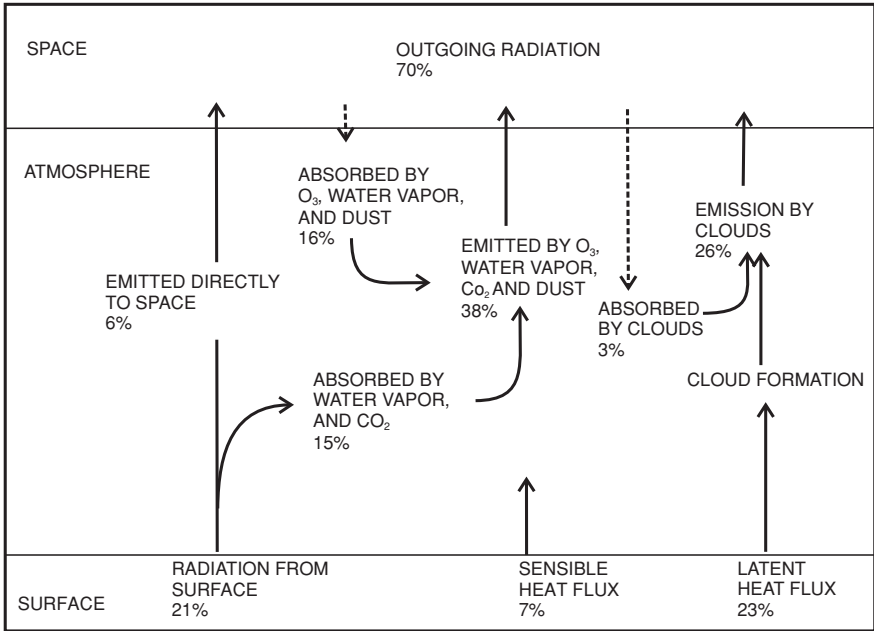 SPACE
OUTGOING RADIATION
70%
ATMOSPHERE
ABSORBED BY
O₃, WATER VAPOR,
AND DUST
16%
EMITTED BY O₃,
WATER VAPOR,
Co₂ AND DUST
38%
EMISSION BY
CLOUDS
26%
EMITTED DIRECTLY
TO SPACE
6%
ABSORBED
BY CLOUDS
3%
ABSORBED BY
WATER VAPOR,
AND CO₂
15%
CLOUD FORMATION
SURFACE
RADIATION FROM
SURFACE
21%
SENSIBLE
HEAT FLUX
7%
LATENT
HEAT FLUX
23%